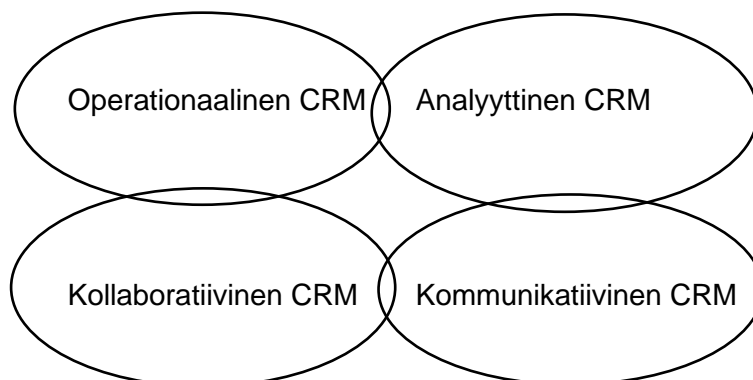 Operationaalinen CRM
Analyyttinen CRM
Kollaboratiivinen CRM
Kommunikatiivinen CRM